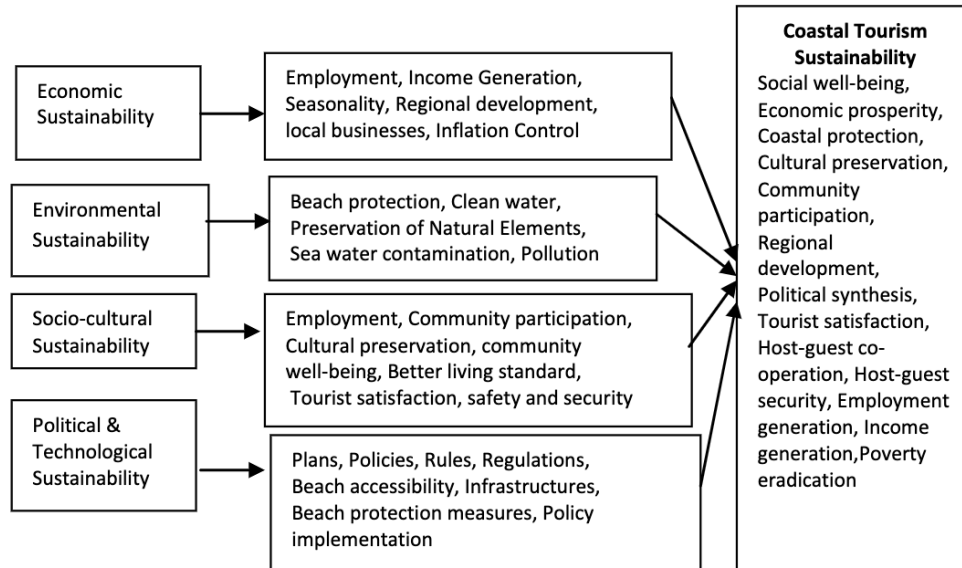 Economic
Sustainability
Employment, Income Generation,
Seasonality, Regional development,
local businesses, Inflation Control
Environmental
Sustainability
Beach protection, Clean water,
Preservation of Natural Elements,
Sea water contamination, Pollution
Socio-cultural
Sustainability
Employment, Community participation,
Cultural preservation, community
well-being, Better living standard,
Tourist satisfaction, safety and security
Political &
Technological
Sustainability
Plans, Policies, Rules, Regulations,
Beach accessibility, Infrastructures,
Beach protection measures, Policy
implementation
Coastal Tourism
Sustainability
Social well-being,
Economic prosperity,
Coastal protection,
Cultural preservation,
Community
participation,
Regional
development,
Political synthesis,
Tourist satisfaction,
Host-guest co-
operation, Host-guest
security, Employment
generation, Income
generation,Poverty
eradication